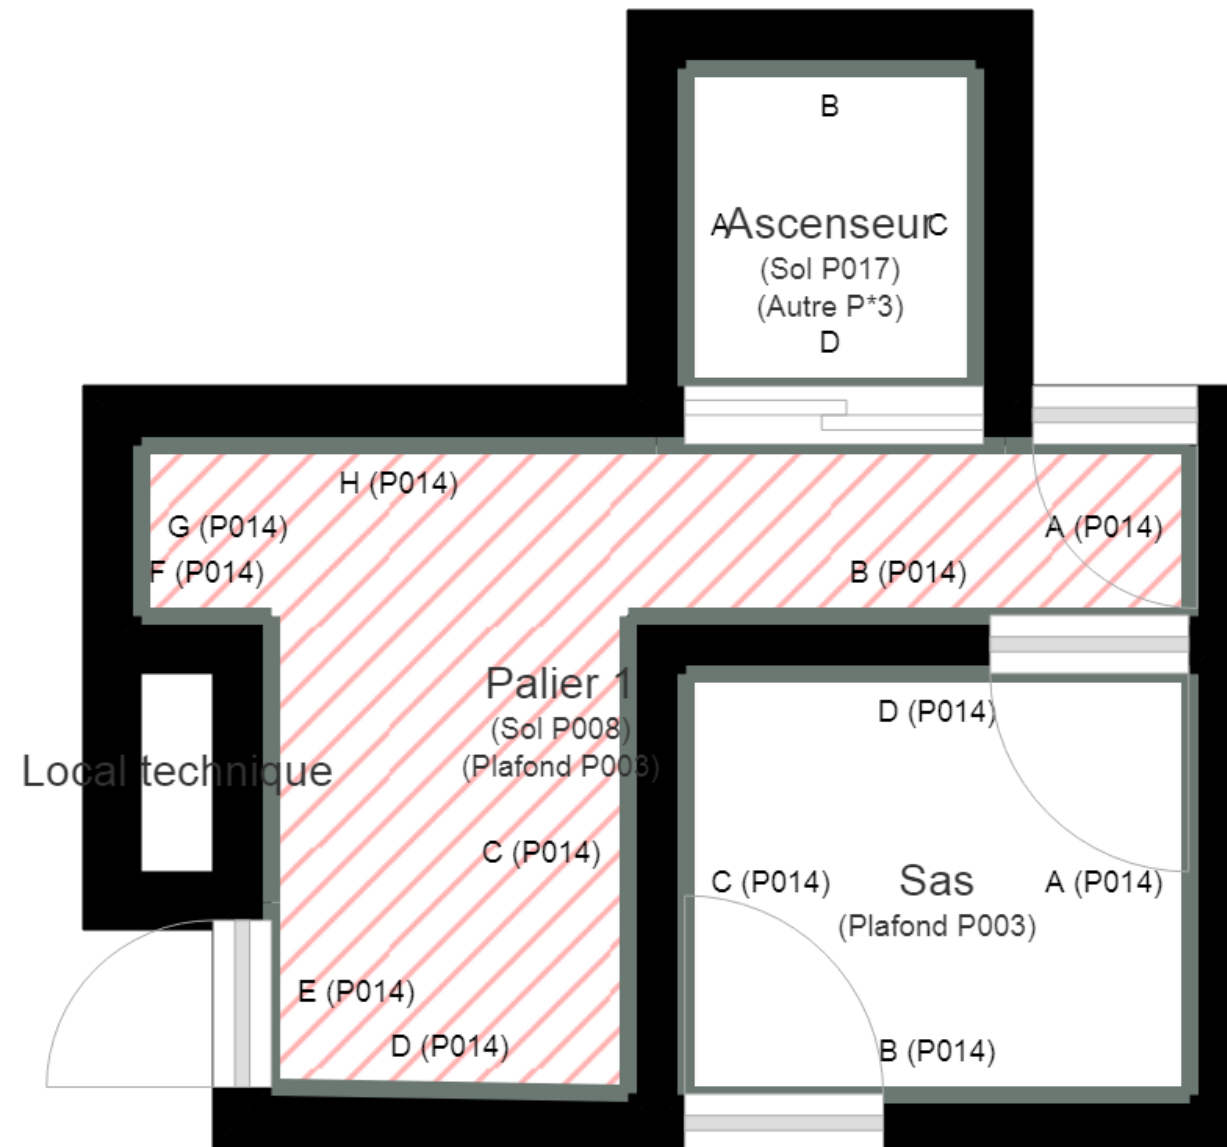 B
A
Ascenseur
C
(Sol P017)
(Autre P*3)
D
H (P014)
G (P014)
A (P014)
F (P014)
B (P014)
Palier 1
(Sol P008)
(Plafond P003)
D (P014)
Local technique
C (P014)
C (P014)
Sas
A (P014)
(Plafond P003)
E (P014)
D (P014)
B (P014)